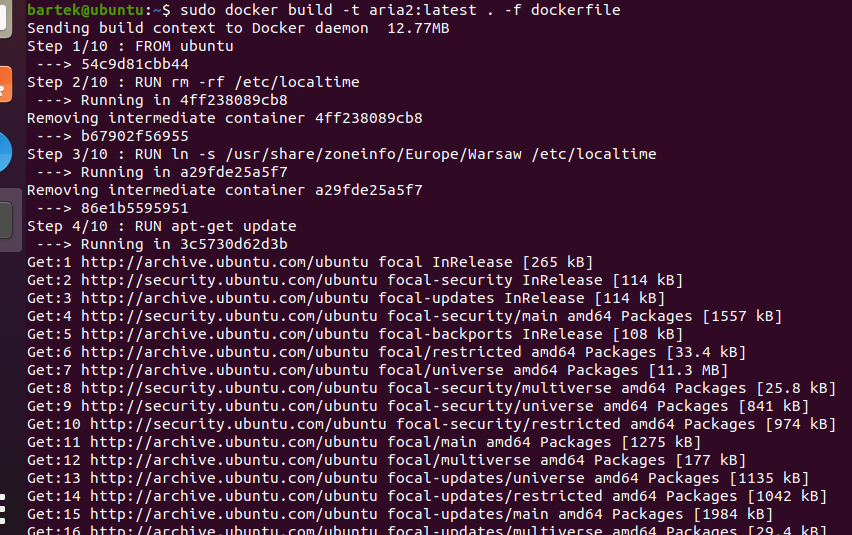 bartek@ubuntu:~$ sudo docker build -t aria2:latest . -f dockerfile
Sending build context to Docker daemon  12.77MB
Step 1/10 : FROM ubuntu
 ---> 54c9d81cbb44
Step 2/10 : RUN rm -rf /etc/localtime
 ---> Running in 4ff238089cb8
Removing intermediate container 4ff238089cb8
 ---> b67902f56955
Step 3/10 : RUN ln -s /usr/share/zoneinfo/Europe/Warsaw /etc/localtime
 ---> Running in a29fde25a5f7
Removing intermediate container a29fde25a5f7
 ---> 86e1b5595951
Step 4/10 : RUN apt-get update
 ---> Running in 3c5730d62d3b
Get:1 http://archive.ubuntu.com/ubuntu focal InRelease [265 kB]
Get:2 http://security.ubuntu.com/ubuntu focal-security InRelease [114 kB]
Get:3 http://archive.ubuntu.com/ubuntu focal-updates InRelease [114 kB]
Get:4 http://security.ubuntu.com/ubuntu focal-security/main amd64 Packages [1557 kB]
Get:5 http://archive.ubuntu.com/ubuntu focal-backports InRelease [108 kB]
Get:6 http://archive.ubuntu.com/ubuntu focal/restricted amd64 Packages [33.4 kB]
Get:7 http://archive.ubuntu.com/ubuntu focal/universe amd64 Packages [11.3 MB]
Get:8 http://security.ubuntu.com/ubuntu focal-security/multiverse amd64 Packages [25.8 kB]
Get:9 http://security.ubuntu.com/ubuntu focal-security/universe amd64 Packages [841 kB]
Get:10 http://security.ubuntu.com/ubuntu focal-security/restricted amd64 Packages [974 kB]
Get:11 http://archive.ubuntu.com/ubuntu focal/main amd64 Packages [1275 kB]
Get:12 http://archive.ubuntu.com/ubuntu focal/multiverse amd64 Packages [177 kB]
Get:13 http://archive.ubuntu.com/ubuntu focal-updates/universe amd64 Packages [1135 kB]
Get:14 http://archive.ubuntu.com/ubuntu focal-updates/restricted amd64 Packages [1042 kB]
Get:15 http://archive.ubuntu.com/ubuntu focal-updates/main amd64 Packages [1984 kB]
Get:16 http://archive.ubuntu.com/ubuntu focal-updates/multiverse amd64 Packages [29.4 kB]